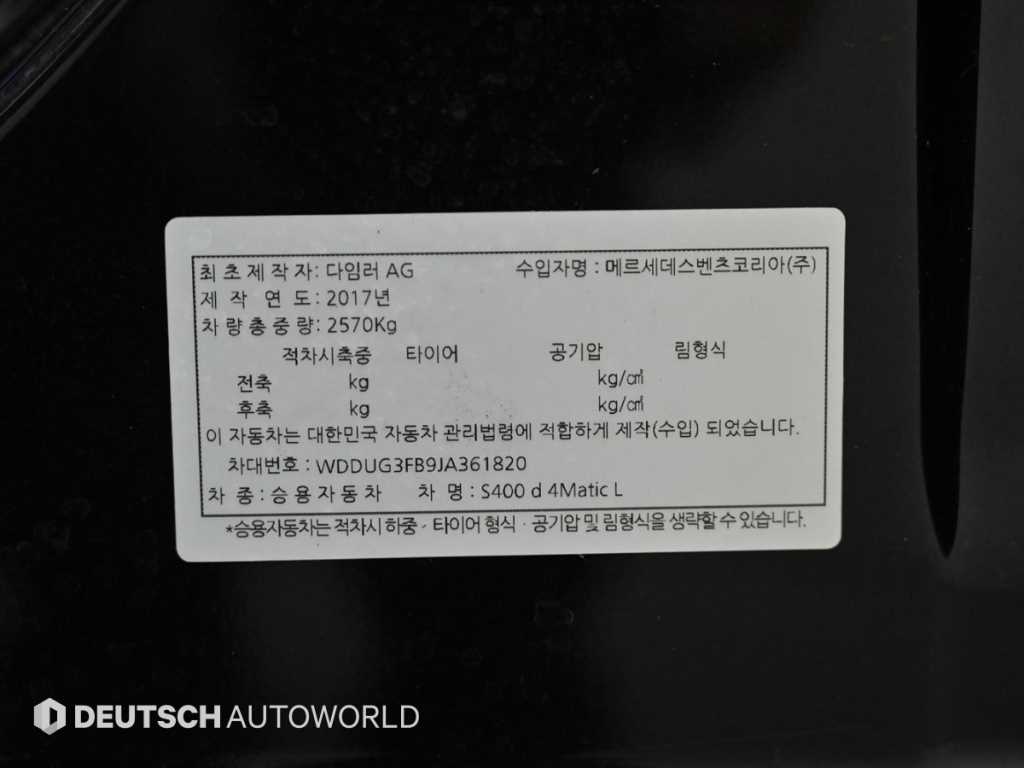 최초제작자: 다임러 AG 수입자명 : 메르세데스벤츠코리아(주)
제 작 연 도: 2017년
차량총중량: 2570Kg
적차시축중 타이어 공기압 림형식
전축 kg kg/㎠
후축 kg kg/㎠
이 자동차는 대한민국 자동차 관리법령에 적합하게 제작(수입) 되었습니다.
차대번호 : WDDUG3FB9JA361820
차 종 : 승용자동차 차 명 : S400 d 4Matic L
*승용자동차는 적차시 하중 · 타이어 형식 · 공기압 및 림형식을 생략할 수 있습니다.
DEUTSCH AUTOWORLD